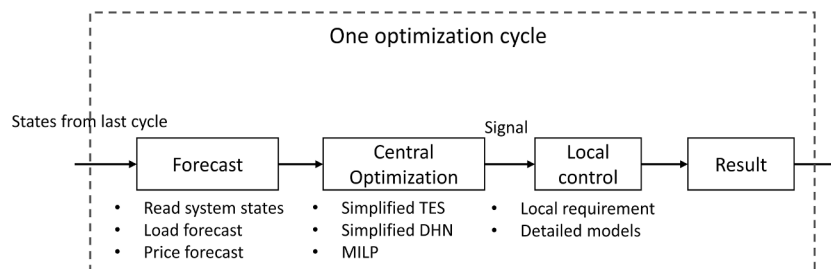 One optimization cycle
States from last cycle
Signal
Forecast
Central
Optimization
Local
control
Result
• Read system states
• Load forecast
• Price forecast
• Simplified TES
• Simplified DHN
• MILP
• Local requirement
• Detailed models